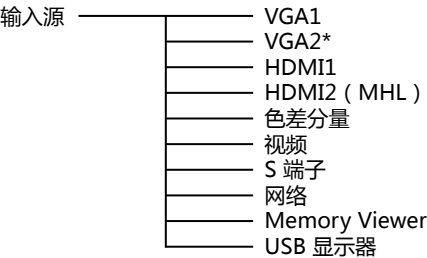 输入源
VGA1
VGA2*
HDMI1
HDMI2（MHL）
色差分量
视频
S 端子
网络
Memory Viewer
USB 显示器